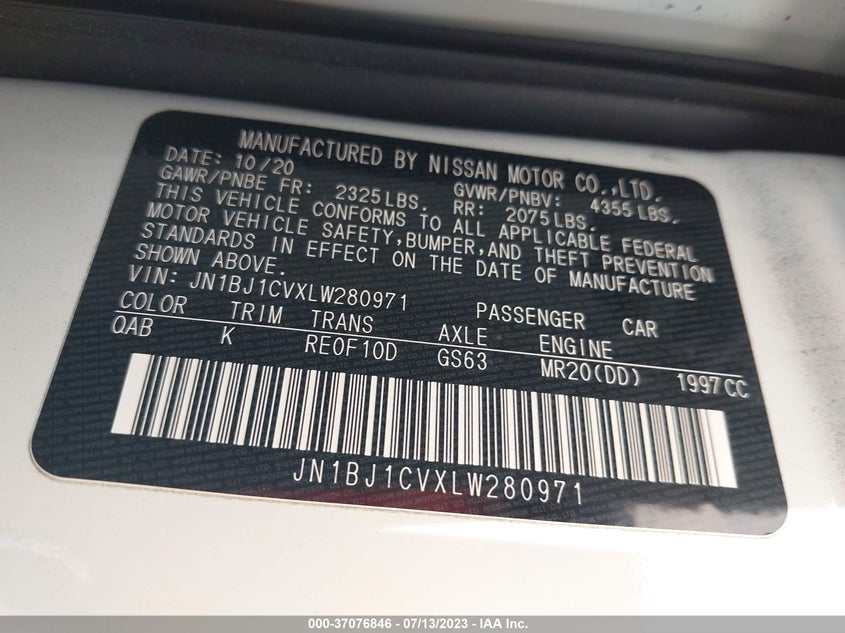 MANUFACTURED BY NISSAN MOTOR CO.,LTD.
DATE: 10/20 GVWR/PNBV: 4355 LBS.
GAWR/PNBE FR: 2325 LBS. RR: 2075 LBS.
THIS VEHICLE CONFORMS TO ALL APPLICABLE FEDERAL
MOTOR VEHICLE SAFETY, BUMPER, AND THEFT PREVENTION
STANDARDS IN EFFECT ON THE DATE OF MANUFACTURE
SHOWN ABOVE.
VIN: JN1BJ1CVXLW280971 PASSENGER CAR
COLOR TRIM TRANS AXLE ENGINE
QAB K RE0F10D GS63 MR20(DD) 1997CC
JN1BJ1CVXLW280971
000-37076846 - 07/13/2023 - IAA Inc.